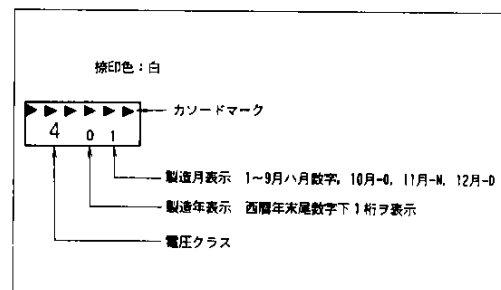 捺印色：白
カソードマーク
4 0 1
製造月表示 1~9月ハ月数字, 10月-O, 11月-N, 12月-D
製造年表示 西暦年末尾数字下1桁ヲ表示
電圧クラス